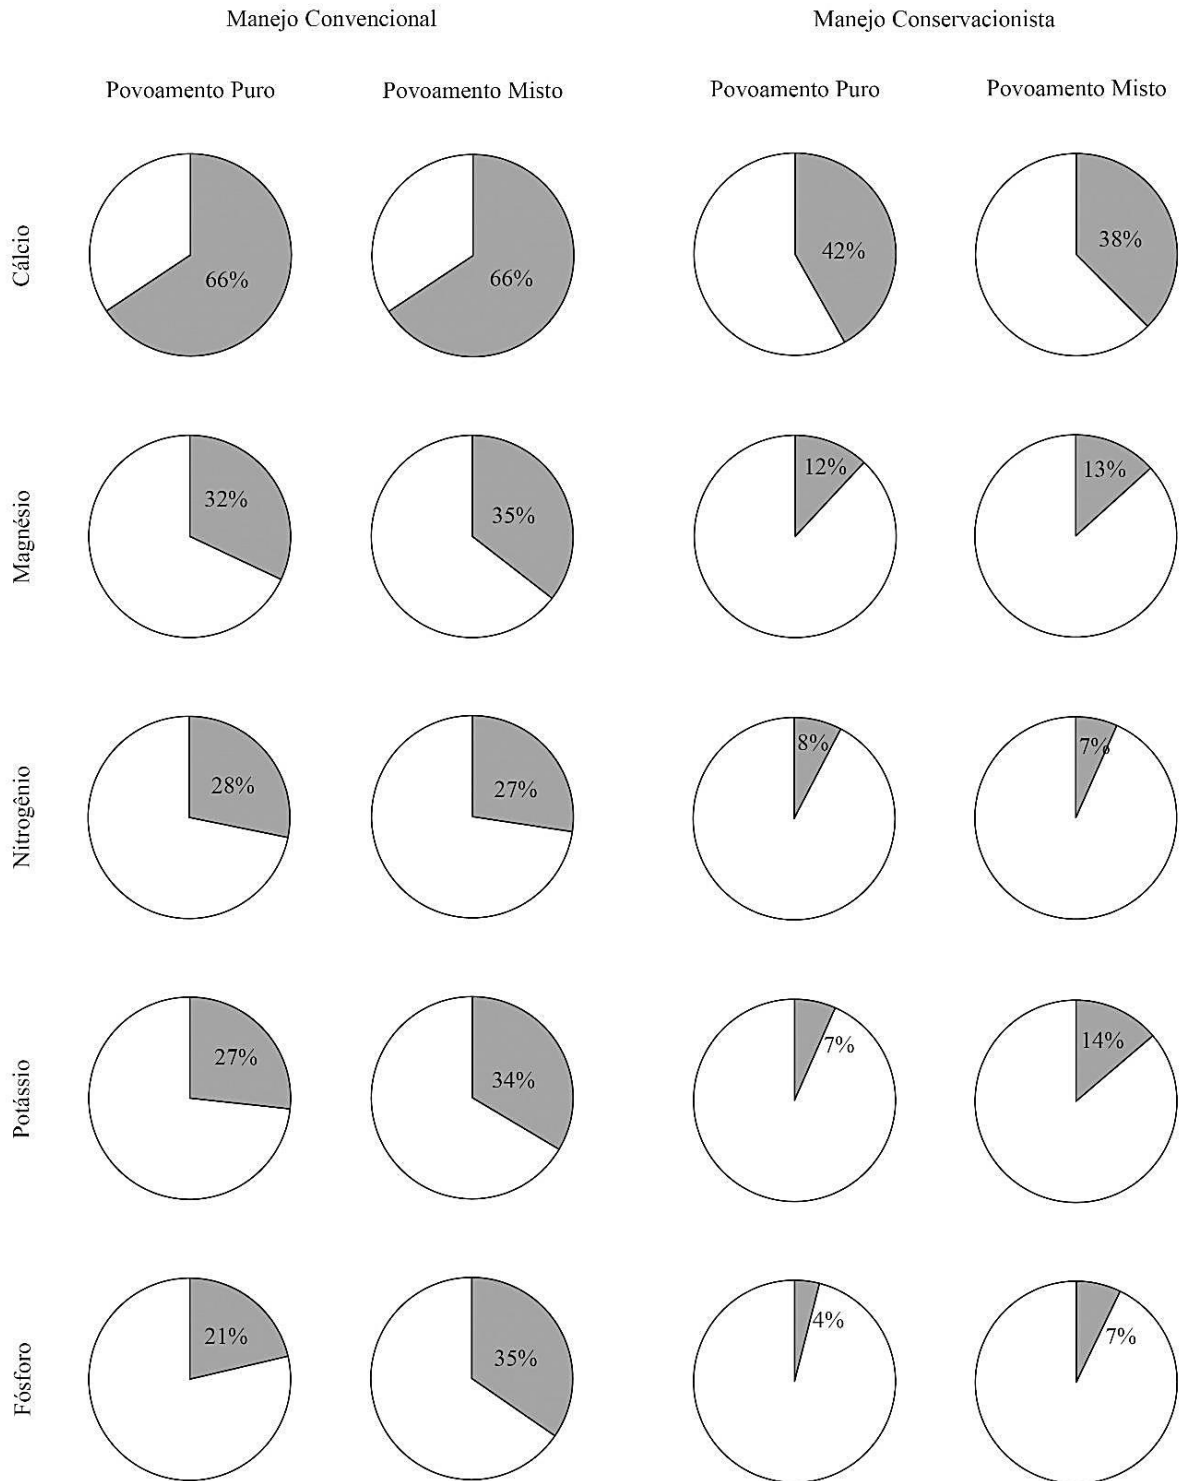 Manejo Convencional Manejo Conservacionista
Povoamento Puro Povoamento Misto Povoamento Puro Povoamento Misto
Cálcio
66% 66% 42% 38%
Magnésio
32% 35% 12% 13%
Nitrogênio
28% 27% 8% 7%
Potássio
27% 34% 7% 14%
Fósforo
21% 35% 4% 7%